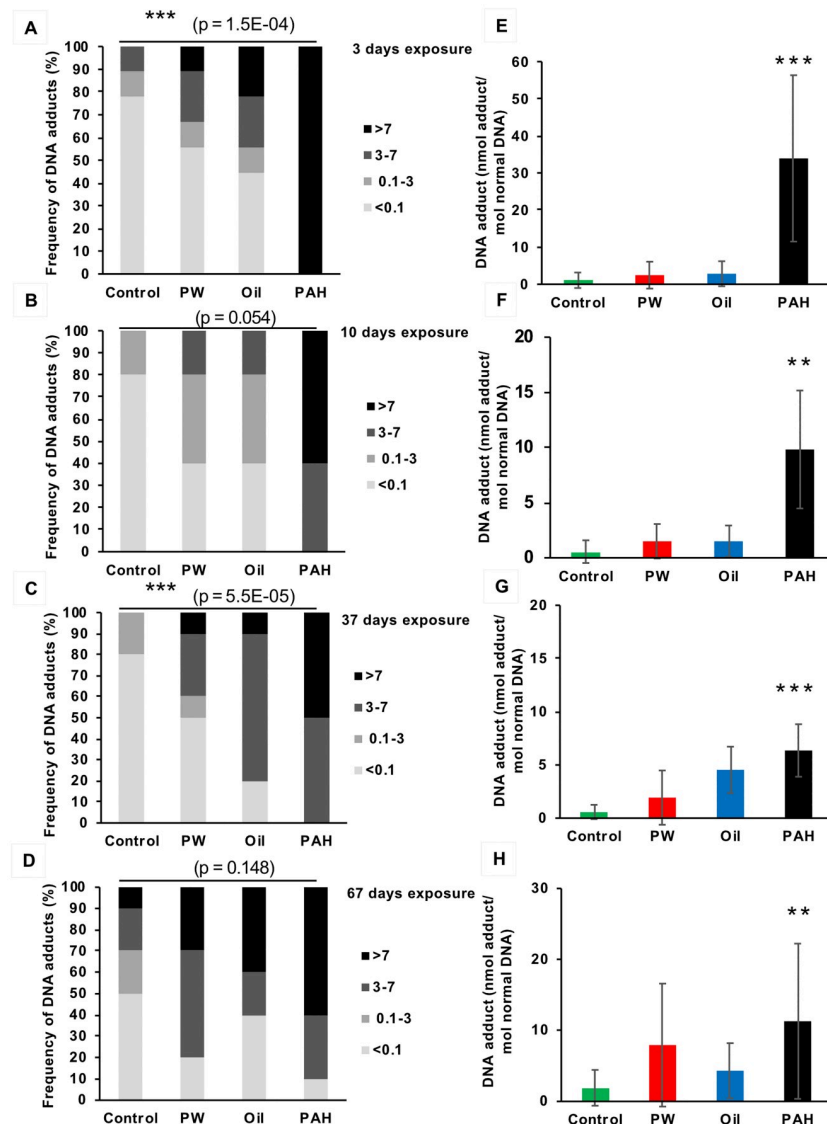 A
*** (p = 1.5E-04)
3 days exposure
Frequency of DNA adducts (%)
100
90
80
70
60
50
40
30
20
10
0
Control PW Oil PAH
>7
3-7
0.1-3
<0.1
E
DNA adduct (nmol adduct/
mol normal DNA)
60
50
40
30
20
10
0
***
Control PW Oil PAH
B
(p = 0.054)
10 days exposure
Frequency of DNA adducts (%)
100
90
80
70
60
50
40
30
20
10
0
Control PW Oil PAH
>7
3-7
0.1-3
<0.1
F
DNA adduct (nmol adduct/
mol normal DNA)
20
15
10
5
0
**
Control PW Oil PAH
C
*** (p = 5.5E-05)
37 days exposure
Frequency of DNA adducts (%)
100
90
80
70
60
50
40
30
20
10
0
Control PW Oil PAH
>7
3-7
0.1-3
<0.1
G
DNA adduct (nmol adduct/
mol normal DNA)
20
15
10
5
0
***
Control PW Oil PAH
D
(p = 0.148)
67 days exposure
Frequency of DNA adducts (%)
100
90
80
70
60
50
40
30
20
10
0
Control PW Oil PAH
>7
3-7
0.1-3
<0.1
H
DNA adduct (nmol adduct/
mol normal DNA)
30
20
10
0
**
Control PW Oil PAH